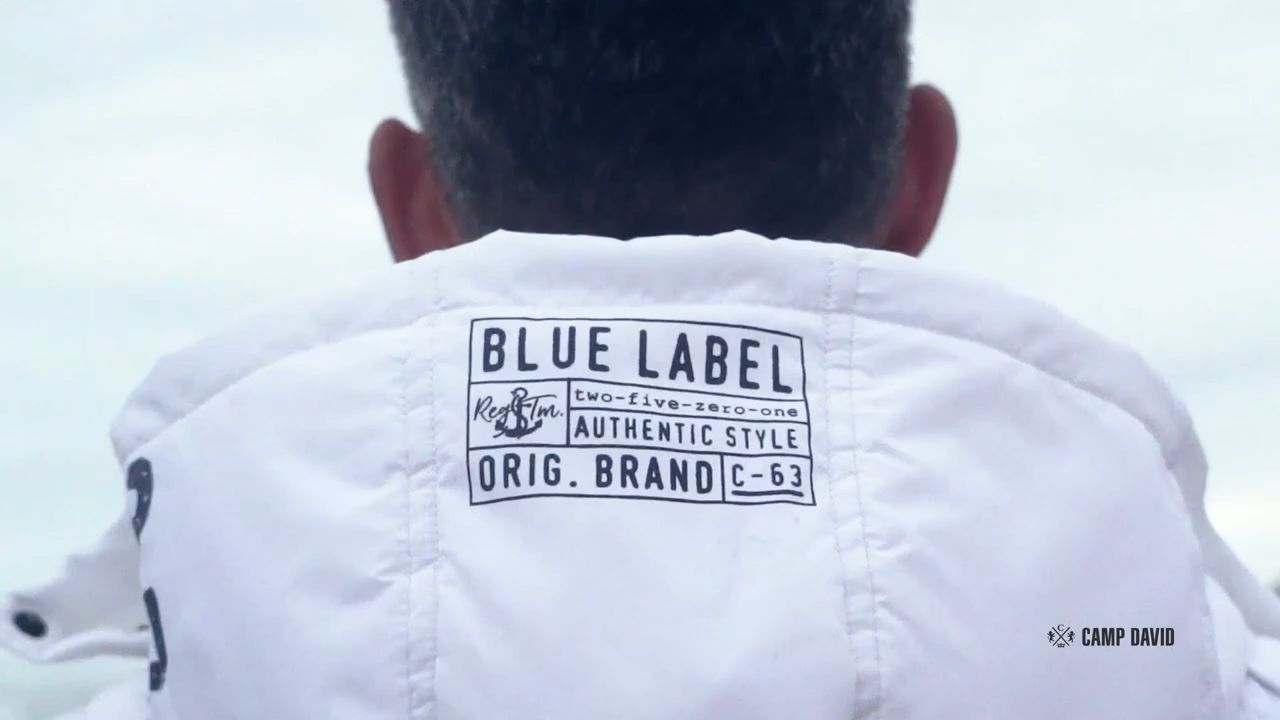 BLUE LABEL
Reg Tm.
two-five-zero-one
AUTHENTIC STYLE
ORIG. BRAND
C-63
CAMP DAVID